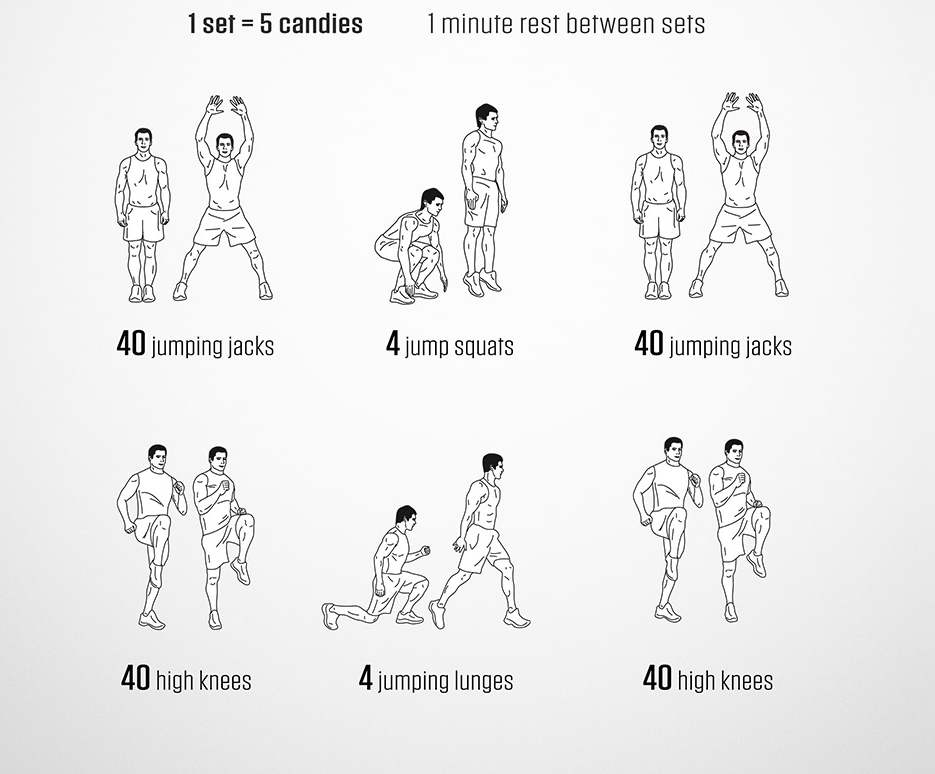 1 set = 5 candies 1 minute rest between sets
40 jumping jacks 4 jump squats 40 jumping jacks
40 high knees 4 jumping lunges 40 high knees